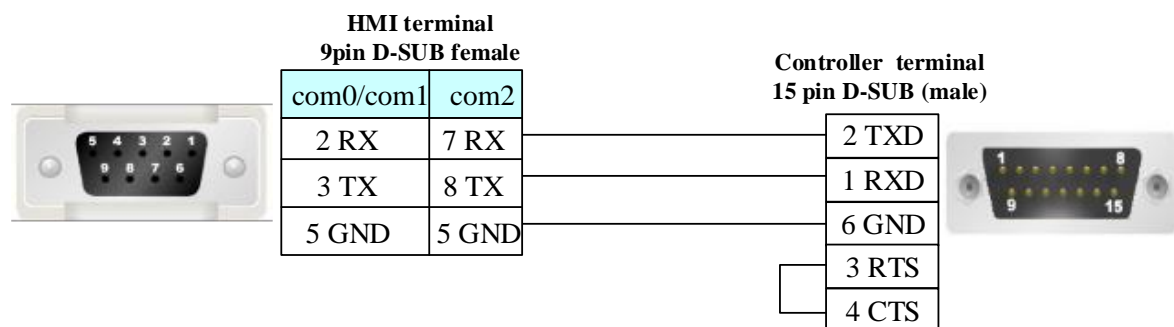 HMI terminal
9pin D-SUB female
com0/com1 com2
2 RX 7 RX
3 TX 8 TX
5 GND 5 GND
Controller terminal
15 pin D-SUB (male)
2 TXD
1 RXD
6 GND
3 RTS
4 CTS
5 4 3 2 1
9 8 7 6
1 8
9 15